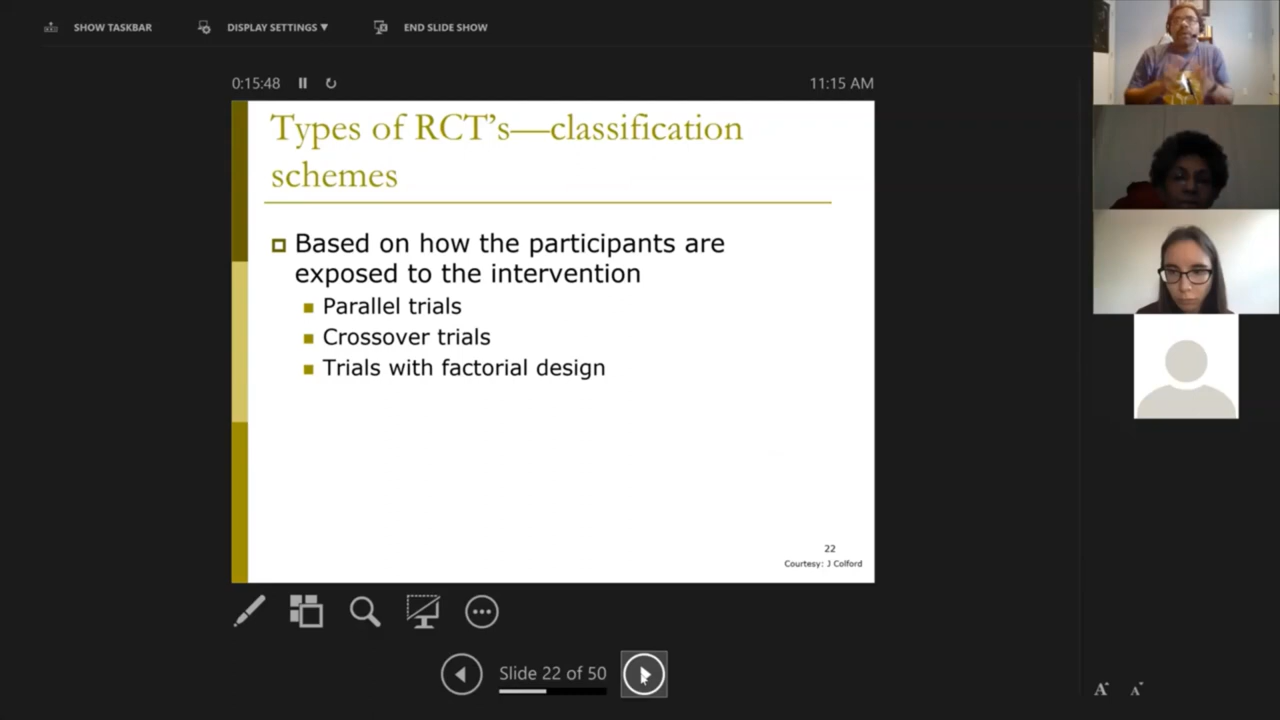 SHOW TASKBAR DISPLAY SETTINGS ▼ END SLIDE SHOW
0:15:48 11:15 AM
Types of RCT's—classification
schemes
Based on how the participants are
exposed to the intervention
Parallel trials
Crossover trials
Trials with factorial design
22
Courtesy: J Colford
Slide 22 of 50
A A